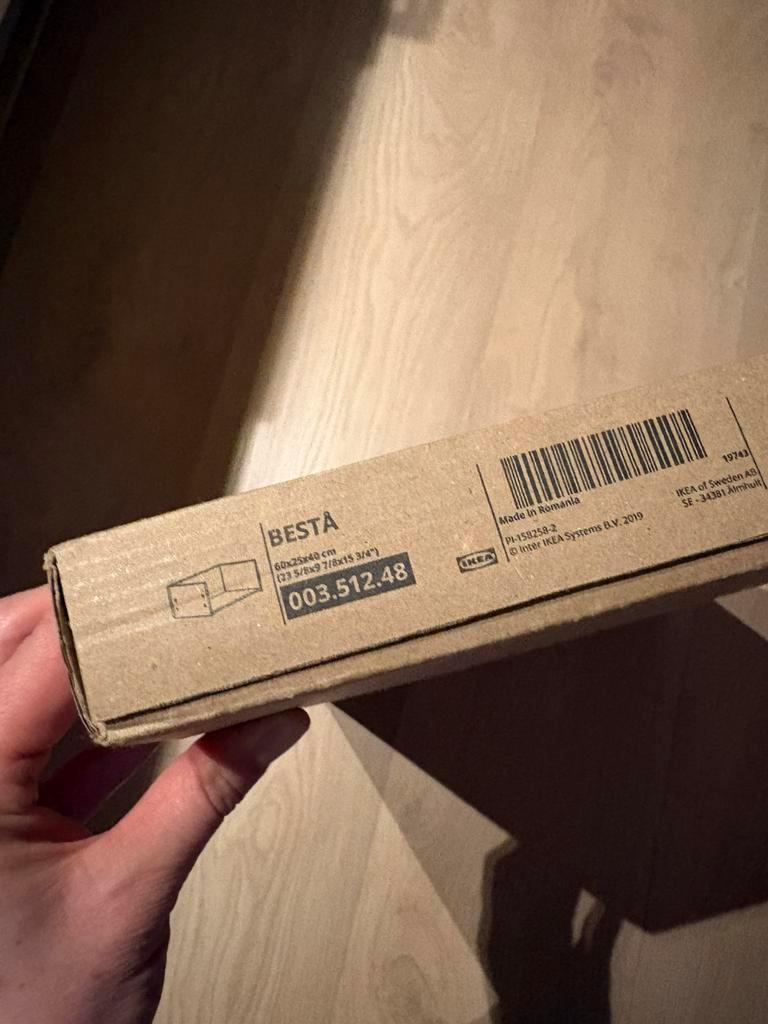 BESTÅ
60x25x40 cm
(23 5/8x9 7/8x15 3/4")
003.512.48
IKEA
Made in Romania
PI-158258-2
© Inter IKEA Systems B.V. 2019
19743
IKEA of Sweden AB
SE - 34381 Älmhult